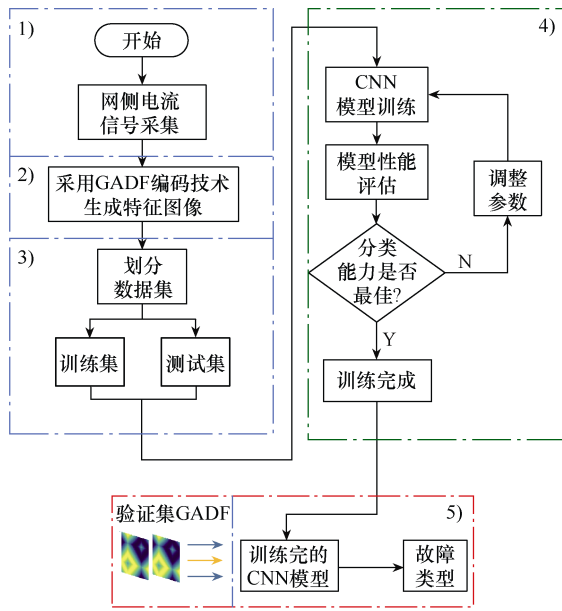 1)
开始
网侧电流
信号采集
2)
采用GADF编码技术
生成特征图像
3)
划分
数据集
训练集
测试集
4)
CNN
模型训练
模型性能
评估
调整
参数
分类
能力是否
最佳?
N
Y
训练完成
验证集GADF
5)
训练完的
CNN模型
故障
类型